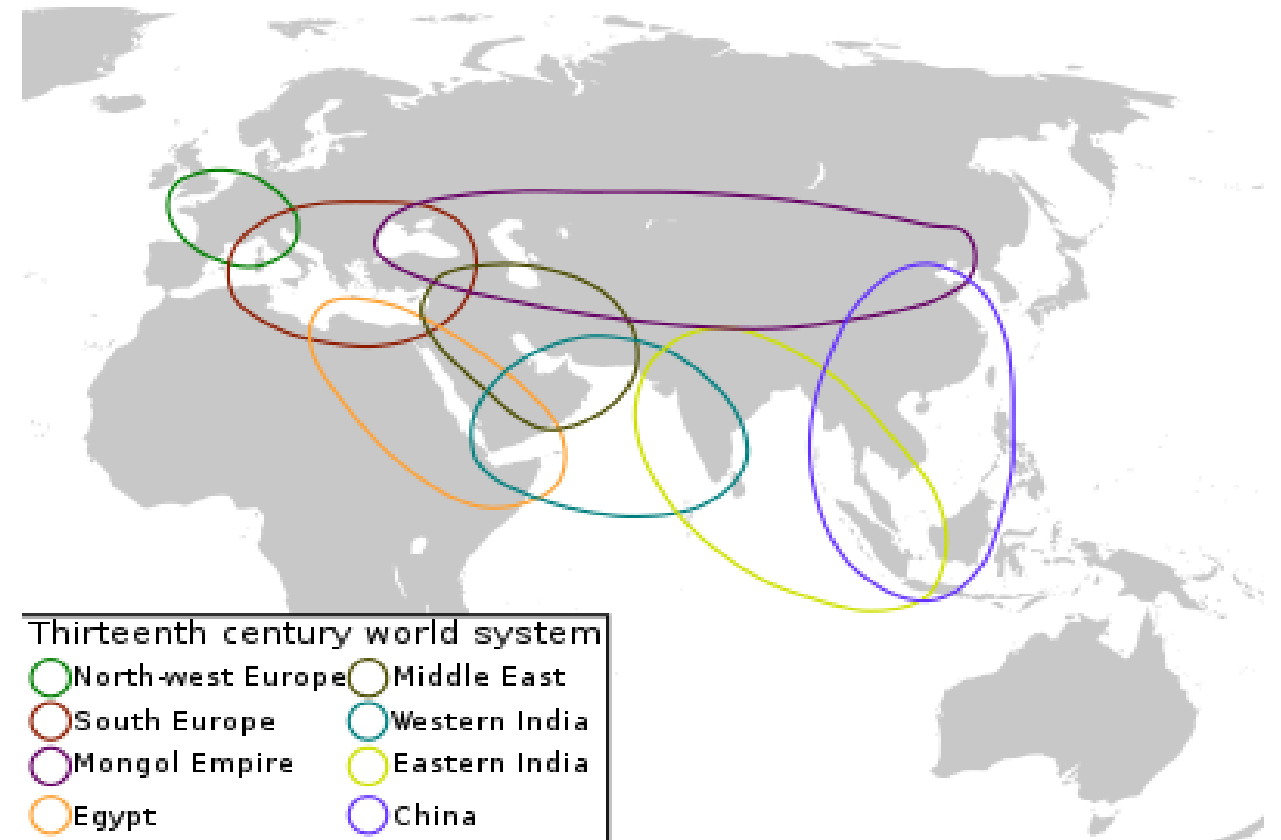 Thirteenth century world system
North-west Europe
Middle East
South Europe
Western India
Mongol Empire
Eastern India
Egypt
China